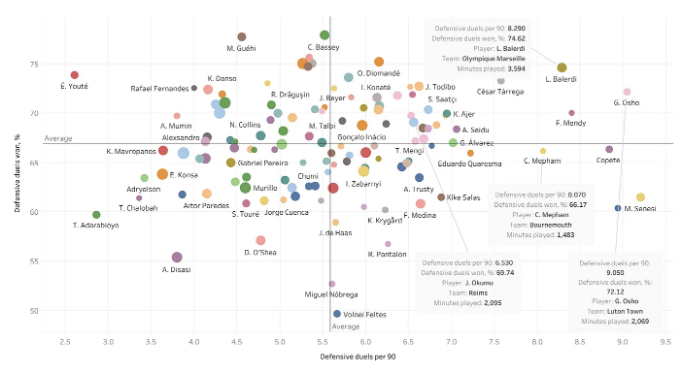 Defensive duels per 90: 8.290
Defensive duels won, %: 74.62
Player: L. Balerdi
Team: Olympique Marseille
Minutes played: 3,594
M. Guéhi
C. Bassey
75
É. Youté
K. Danso
O. Diomandé
L. Balerdi
Rafael Fernandes
I. Konaté
J. Todibo
César Tárrega
G. Osho
R. Drăgușin
J. Rayer
S. Saatçı
70
A. Mumin
N. Collins
M. Talbi
K. Ajer
F. Mendy
Alexsandro
Gonçalo Inácio
A. Seidu
Average
K. Mavropanos
T. Mengi
G. Álvarez
65
Gabriel Pereira
Eduardo Quaresma
C. Mepham
Copete
E. Konsa
Chumi
Adryelson
Murillo
I. Zabarnyi
A. Trusty
T. Chalobah
Aitor Paredes
Kike Salas
Defensive duels per 90: 8.070
Defensive duels won, %: 66.17
Player: C. Mepham
Team: Bournemouth
Minutes played: 1,483
60
T. Adarabioyo
S. Touré
Jorge Cuenca
K. Krygård
F. Medina
M. Senesi
J. de Haas
D. O'Shea
R. Pantalon
55
A. Disasi
Defensive duels per 90: 6.530
Defensive duels won, %: 69.74
Player: J. Okumu
Team: Reims
Minutes played: 2,095
Defensive duels per 90:
9.050
Defensive duels won, %:
72.12
Player: G. Osho
Team: Luton Town
Minutes played: 2,069
Miguel Nóbrega
50
Volnei Feltes
Average
2.5 3.0 3.5 4.0 4.5 5.0 5.5 6.0 6.5 7.0 7.5 8.0 8.5 9.0 9.5
Defensive duels per 90
Defensive duels won, %